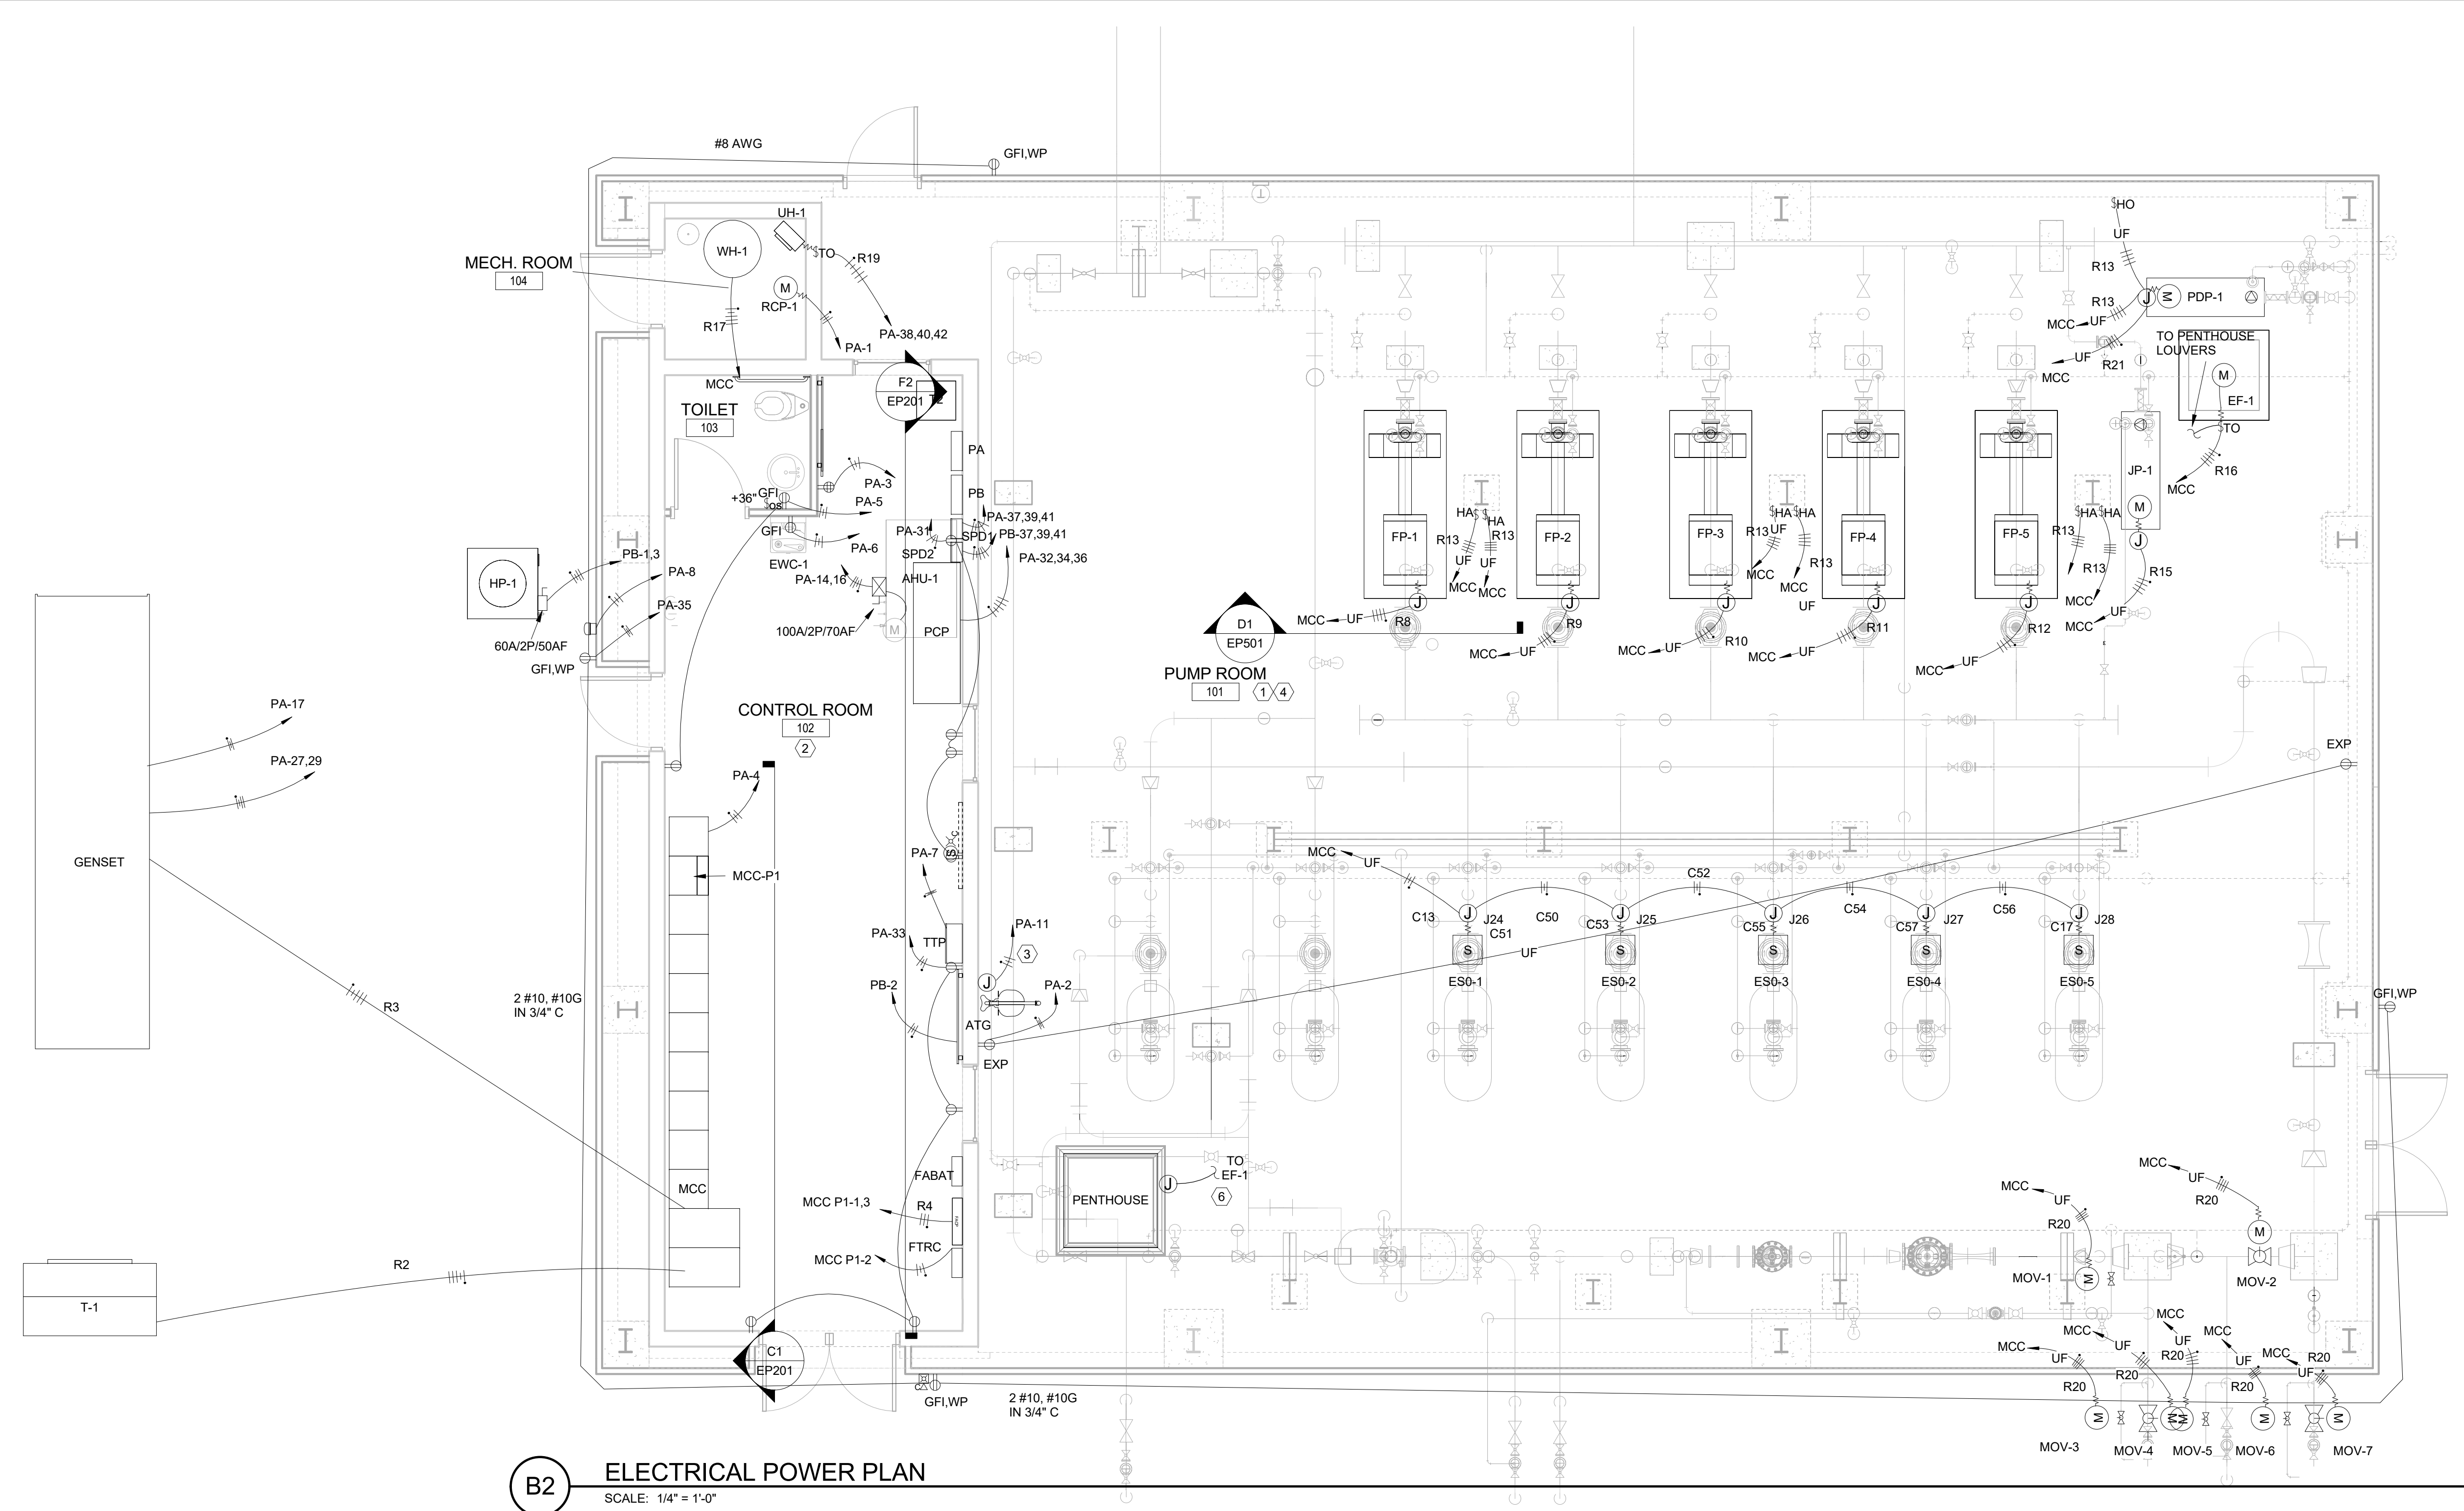 #8 AWG
GFI,WP
UH-1
WH-1
TO
R19
M
RCP-1
MECH. ROOM
104
R17
PA-38,40,42
PA-1
MCC
TOILET
103
F2
EP201
T2
PA
PB
PA-3
+36"
GFI
OS
PA-5
GFI
PA-6
EWC-1
PA-31
SPD2
SPD1
PA-37,39,41
PB-37,39,41
PA-32,34,36
PA-14,16
AHU-1
100A/2P/70AF
M
PCP
HP-1
PB-1,3
PA-8
PA-35
60A/2P/50AF
GFI,WP
CONTROL ROOM
102
2
PA-17
PA-27,29
GENSET
R3
R2
T-1
PA-4
MCC-P1
MCC
2 #10, #10G
IN 3/4" C
S
C
PA-7
TTP
PA-33
PA-11
3
J
PB-2
PA-2
ATG
EXP
FABAT
MCC P1-1,3
R4
FTRC
MCC P1-2
C1
EP201
C
GFI,WP
2 #10, #10G
IN 3/4" C
PENTHOUSE
J
TO
EF-1
6
D1
EP501
PUMP ROOM
101
1
4
FP-1
FP-2
FP-3
FP-4
FP-5
HA
HA
R13
R13
UF
UF
MCC
MCC
HA
HA
R13
UF
R13
MCC
MCC
UF
HA
HA
R13
R13
MCC
J
MCC
UF
R8
J
MCC
UF
R9
J
MCC
UF
R10
J
MCC
UF
R11
J
MCC
UF
R12
HO
UF
R13
R13
MCC
UF
J
M
PDP-1
UF
MCC
R21
TO PENTHOUSE
LOUVERS
M
EF-1
TO
R16
MCC
JP-1
M
J
R15
UF
MCC
EXP
MCC
UF
C13
J
J24
C51
C50
C53
J
J25
C52
C55
J
J26
C54
C57
J
J27
C56
C17
J
J28
UF
S
S
S
S
S
ES0-1
ES0-2
ES0-3
ES0-4
ES0-5
GFI,WP
MCC
UF
R20
MCC
UF
R20
M
MOV-1
M
MOV-2
MCC
UF
R20
MCC
UF
R20
MCC
UF
R20
MCC
UF
R20
MCC
UF
R20
M
M
M
M
M
MOV-3
MOV-4
MOV-5
MOV-6
MOV-7
B2
ELECTRICAL POWER PLAN
SCALE: 1/4" = 1'-0"